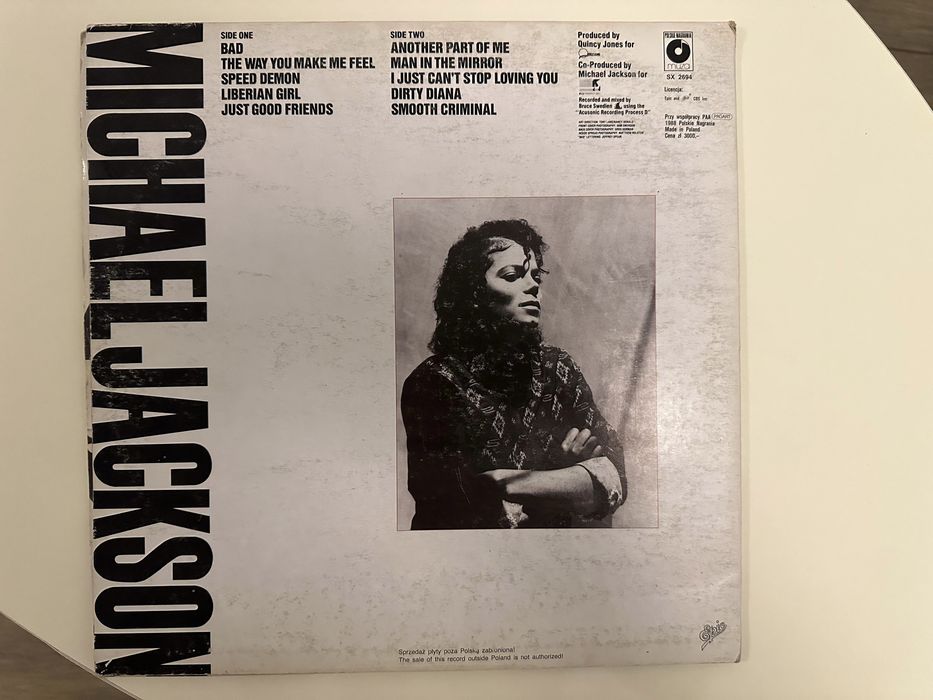 MICHAEL JACKSON
SIDE ONE
BAD
THE WAY YOU MAKE ME FEEL
SPEED DEMON
LIBERIAN GIRL
JUST GOOD FRIENDS
SIDE TWO
ANOTHER PART OF ME
MAN IN THE MIRROR
I JUST CAN'T STOP LOVING YOU
DIRTY DIANA
SMOOTH CRIMINAL
Produced by
Quincy Jones for
Co-Produced by
Michael Jackson for
Recorded and mixed by
Bruce Swedien using the
"Acusonic Recording Process"
POLSKIE NAGRANIA
muza
SX 2694
Licencja:
Epic and CBS Inc
Przy współpracy PAA PROART
1988 Polskie Nagrania
Made in Poland
Cena zł 3000,-
Epic
Sprzedaż płyty poza Polską zabroniona!
The sale of this record outside Poland is not authorized!